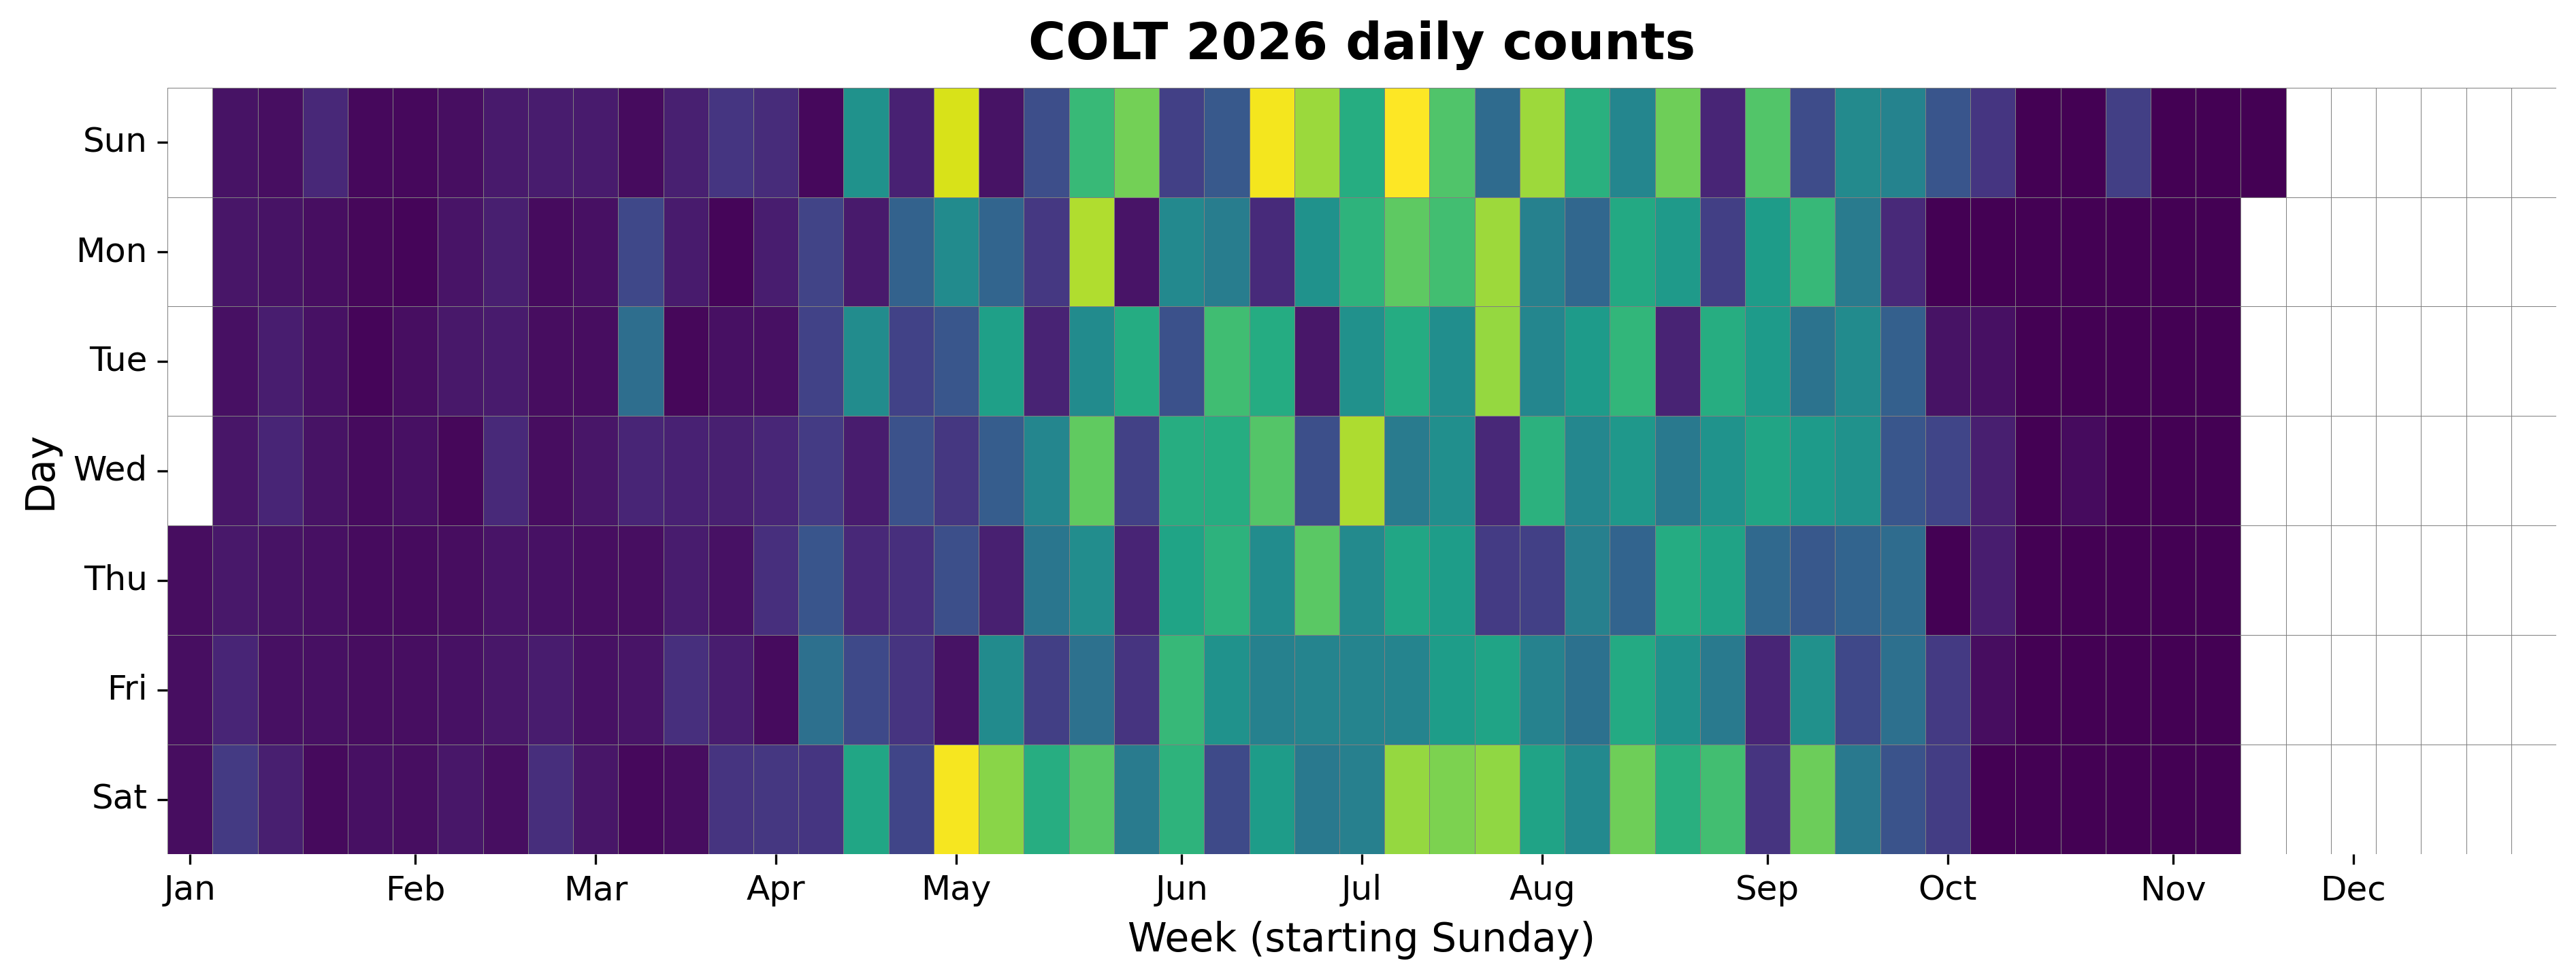 COLT 2026 daily counts
Day
Sun
Mon
Tue
Wed
Thu
Fri
Sat
Jan Feb Mar Apr May Jun Jul Aug Sep Oct Nov Dec
Week (starting Sunday)